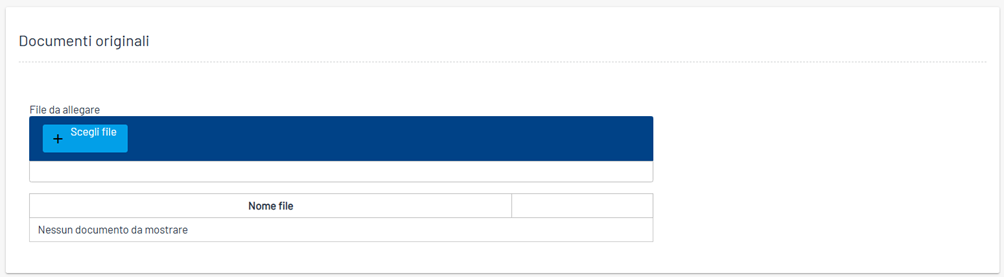 Documenti originali
File da allegare
+ Scegli file
Nome file
Nessun documento da mostrare